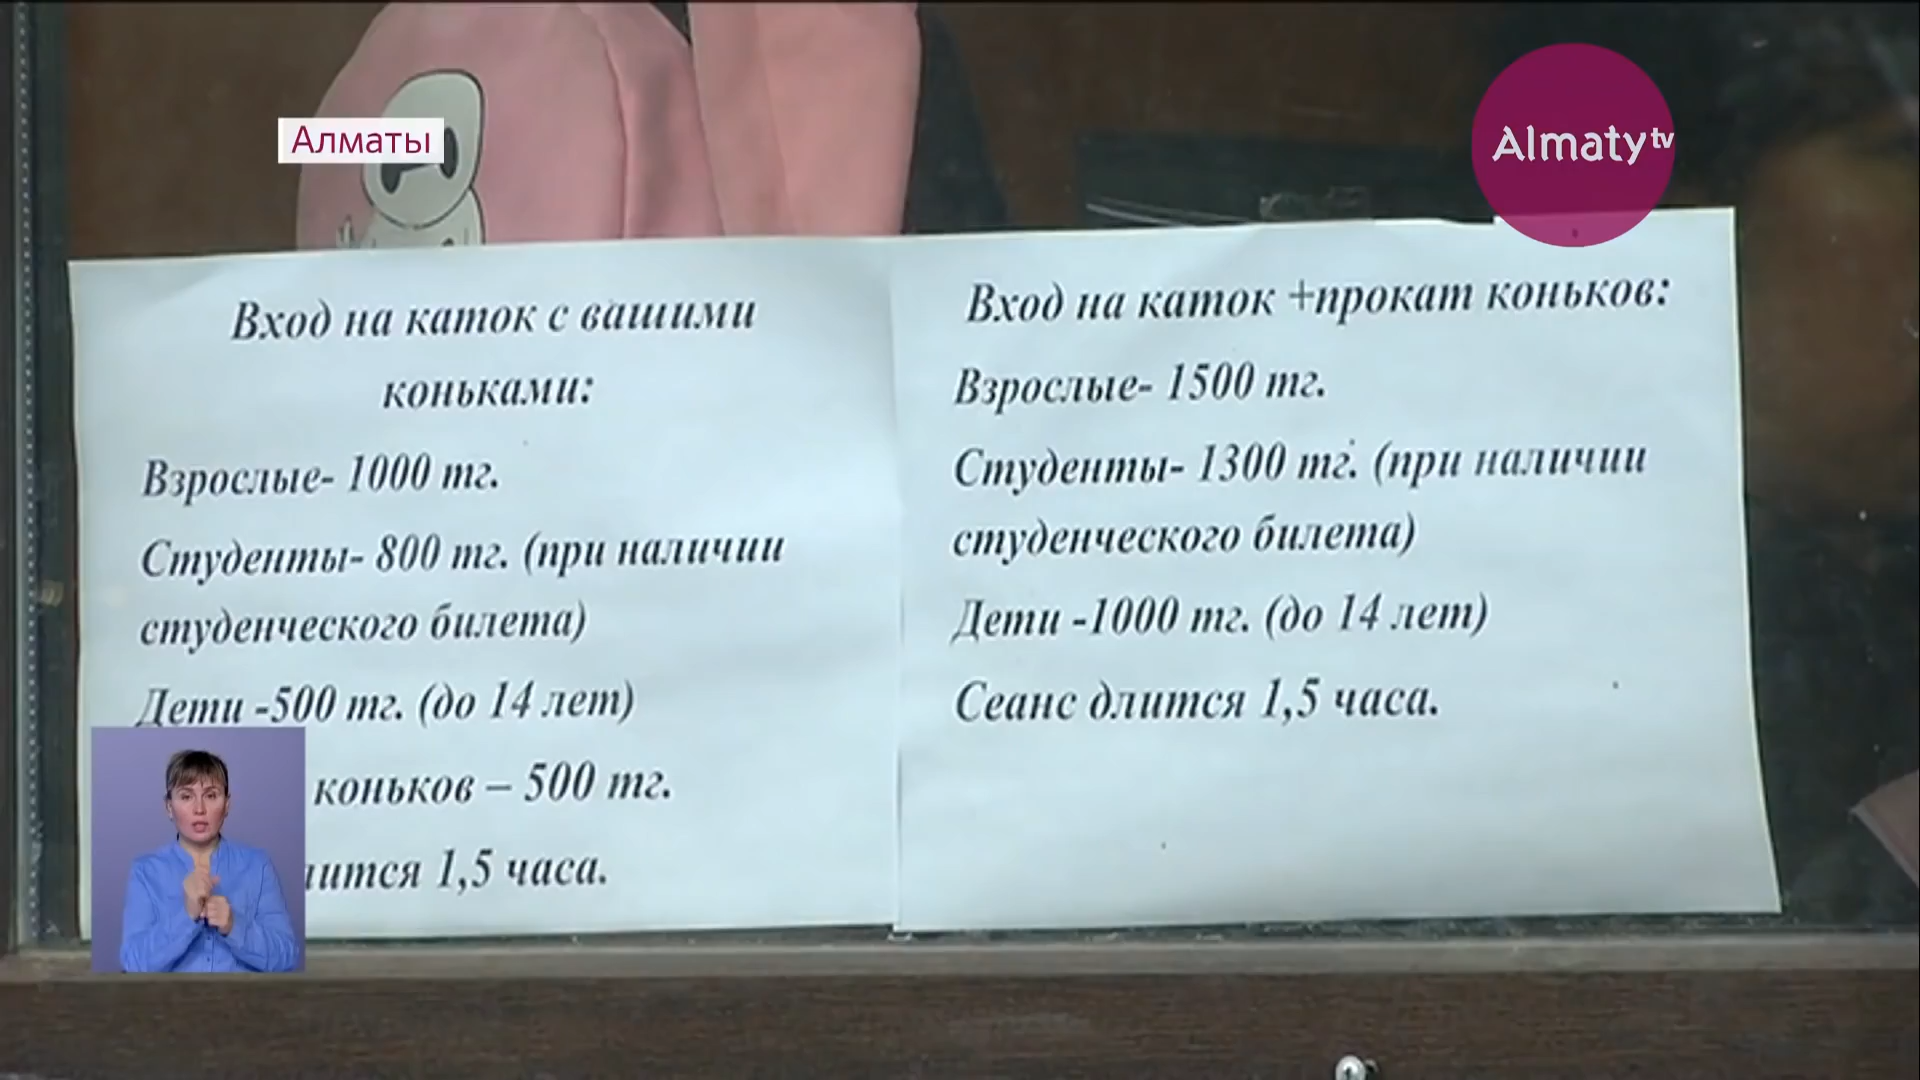 Алматы
Almaty tv
Вход на каток с вашими
коньками:
Взрослые- 1000 тг.
Студенты- 800 тг. (при наличии
студенческого билета)
Дети -500 тг. (до 14 лет)
коньков – 500 тг.
1,5 часа.
Вход на каток +прокат коньков:
Взрослые- 1500 тг.
Студенты- 1300 тг. (при наличии
студенческого билета)
Дети -1000 тг. (до 14 лет)
Сеанс длится 1,5 часа.